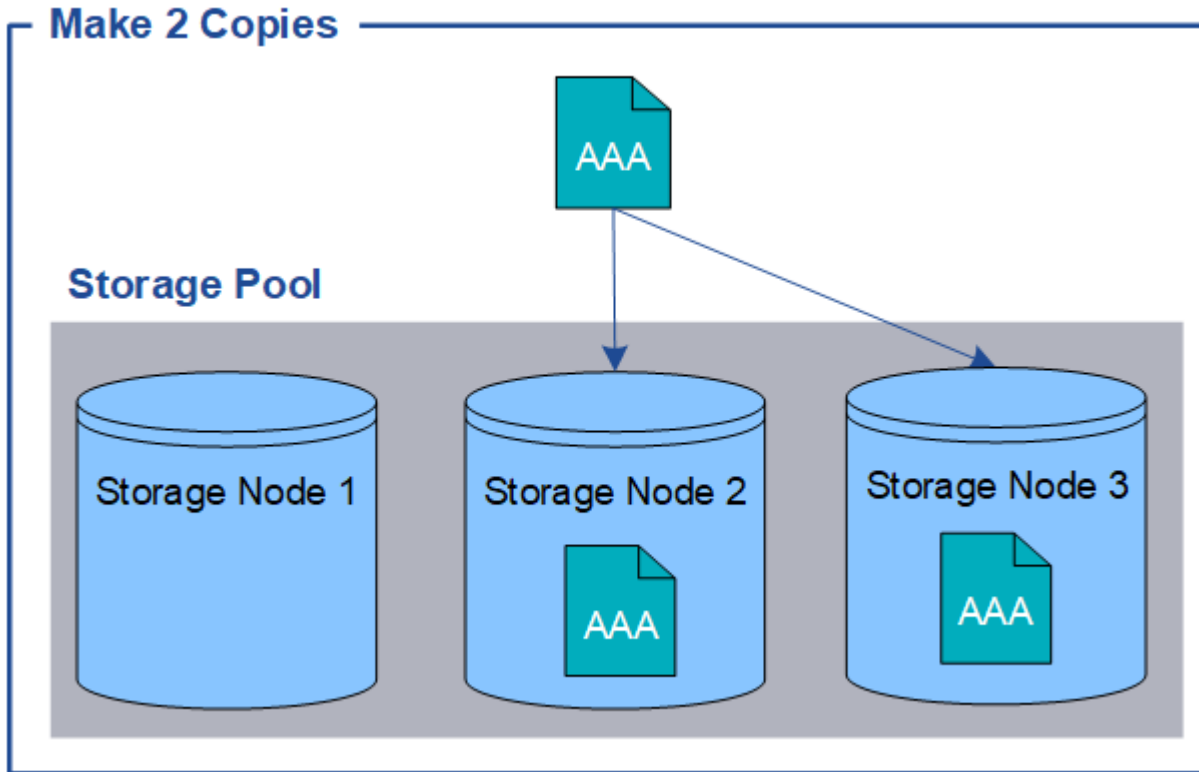 Make 2 Copies
AAA
Storage Pool
Storage Node 1
Storage Node 2
Storage Node 3
AAA
AAA